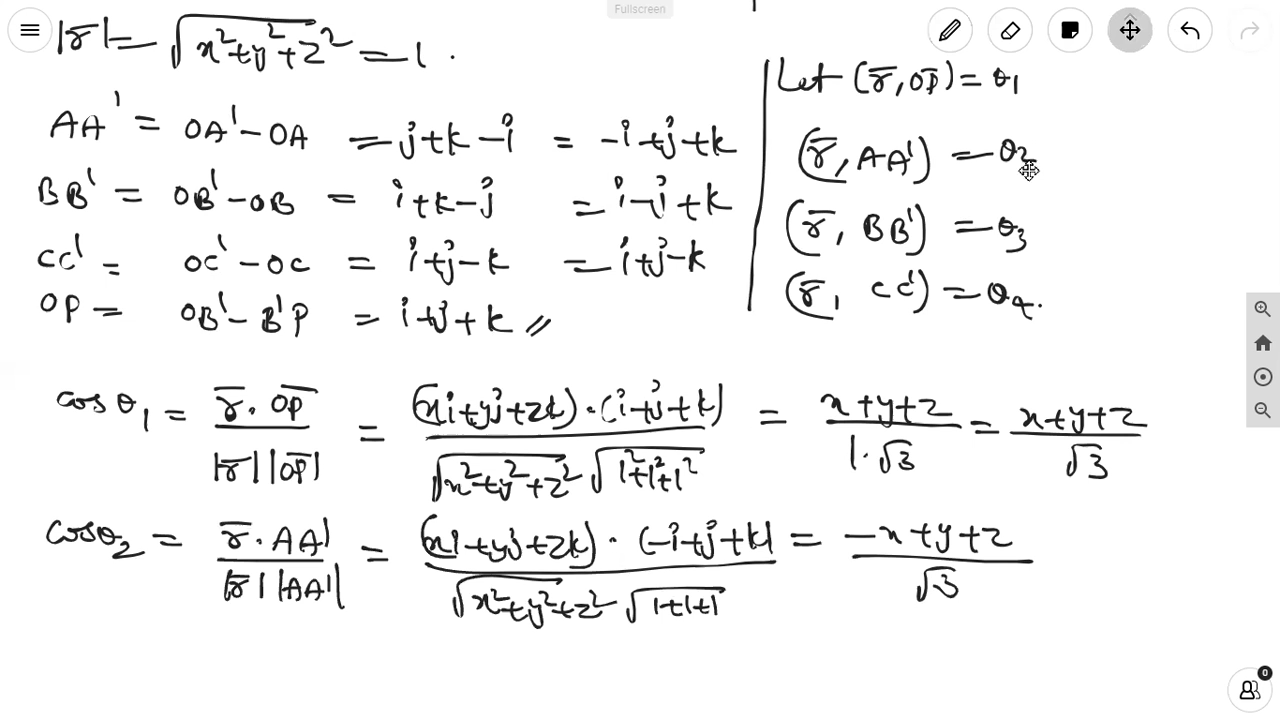 Fullscreen
|r̅| = √(x²+y²+z²) = 1 .
AA' = OA' - OA = j+k-i = -i+j+k
BB' = OB' - OB = i+k-j = i-j+k
CC' = OC' - OC = i+j-k = i+j-k
OP = OB' - B'P = i+j+k //
Let (r̅, OP̅) = θ1
(r̅, AA') = θ2
(r̅, BB') = θ3
(r̅, CC') = θ4.
cos θ1 = (r̅ . OP̅) / (|r̅| |OP̅|) = (xi+yj+zk) . (i+j+k) / (√(x²+y²+z²) √(1²+1²+1²)) = (x+y+z) / (1.√3) = (x+y+z) / √3
cosθ2 = (r̅ . AA') / (|r̅| |AA'|) = (xi+yj+zk) . (-i+j+k) / (√(x²+y²+z²) √(1+1+1)) = (-x+y+z) / √3
0